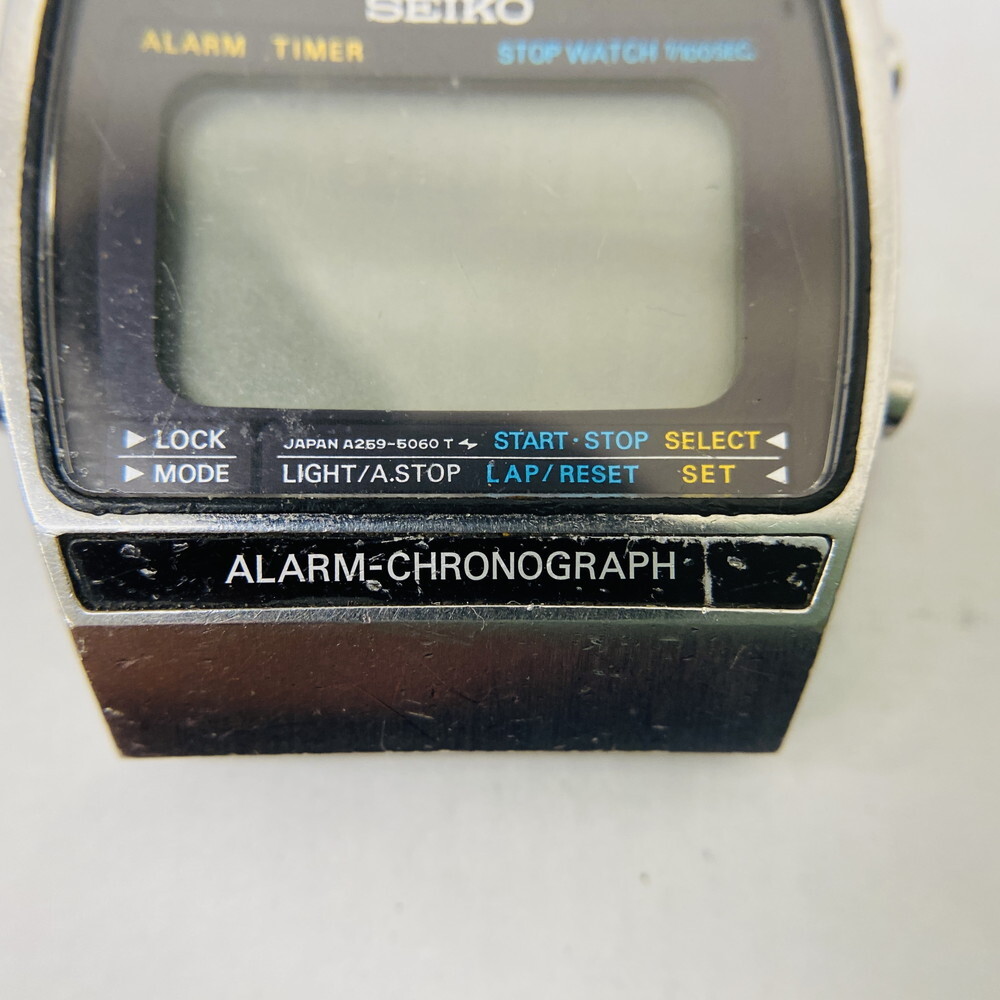 SEIKO
ALARM TIMER STOP WATCH 1/100SEC.
LOCK JAPAN A259-5060 T START·STOP SELECT
MODE LIGHT/A.STOP LAP/RESET SET
ALARM-CHRONOGRAPH